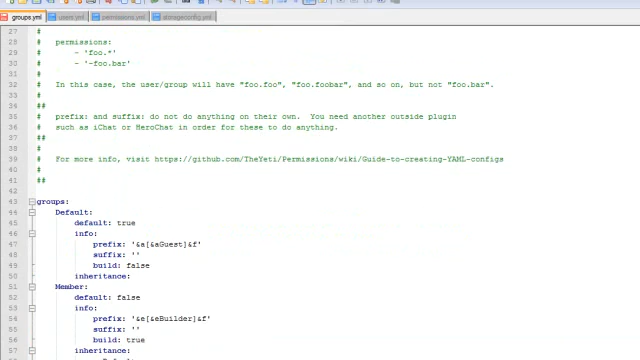 groups.yml users.yml permissions.yml storageconfig.yml
27 #
28 # permissions:
29 # - 'foo.*'
30 # - '-foo.bar'
31 #
32 # In this case, the user/group will have "foo.foo", "foo.foobar", and so on, but not "foo.bar".
33 #
34 ##
35 # prefix: and suffix: do not do anything on their own. You need another outside plugin
36 # such as iChat or HeroChat in order for these to do anything.
37 ##
38 #
39 # For more info, visit https://github.com/TheYeti/Permissions/wiki/Guide-to-creating-YAML-configs
40 #
41 ##
42
43 groups:
44 Default:
45 default: true
46 info:
47 prefix: '&a[&aGuest]&f'
48 suffix: ''
49 build: false
50 inheritance:
51 Member:
52 default: false
53 info:
54 prefix: '&e[&eBuilder]&f'
55 suffix: ''
56 build: true
57 inheritance: